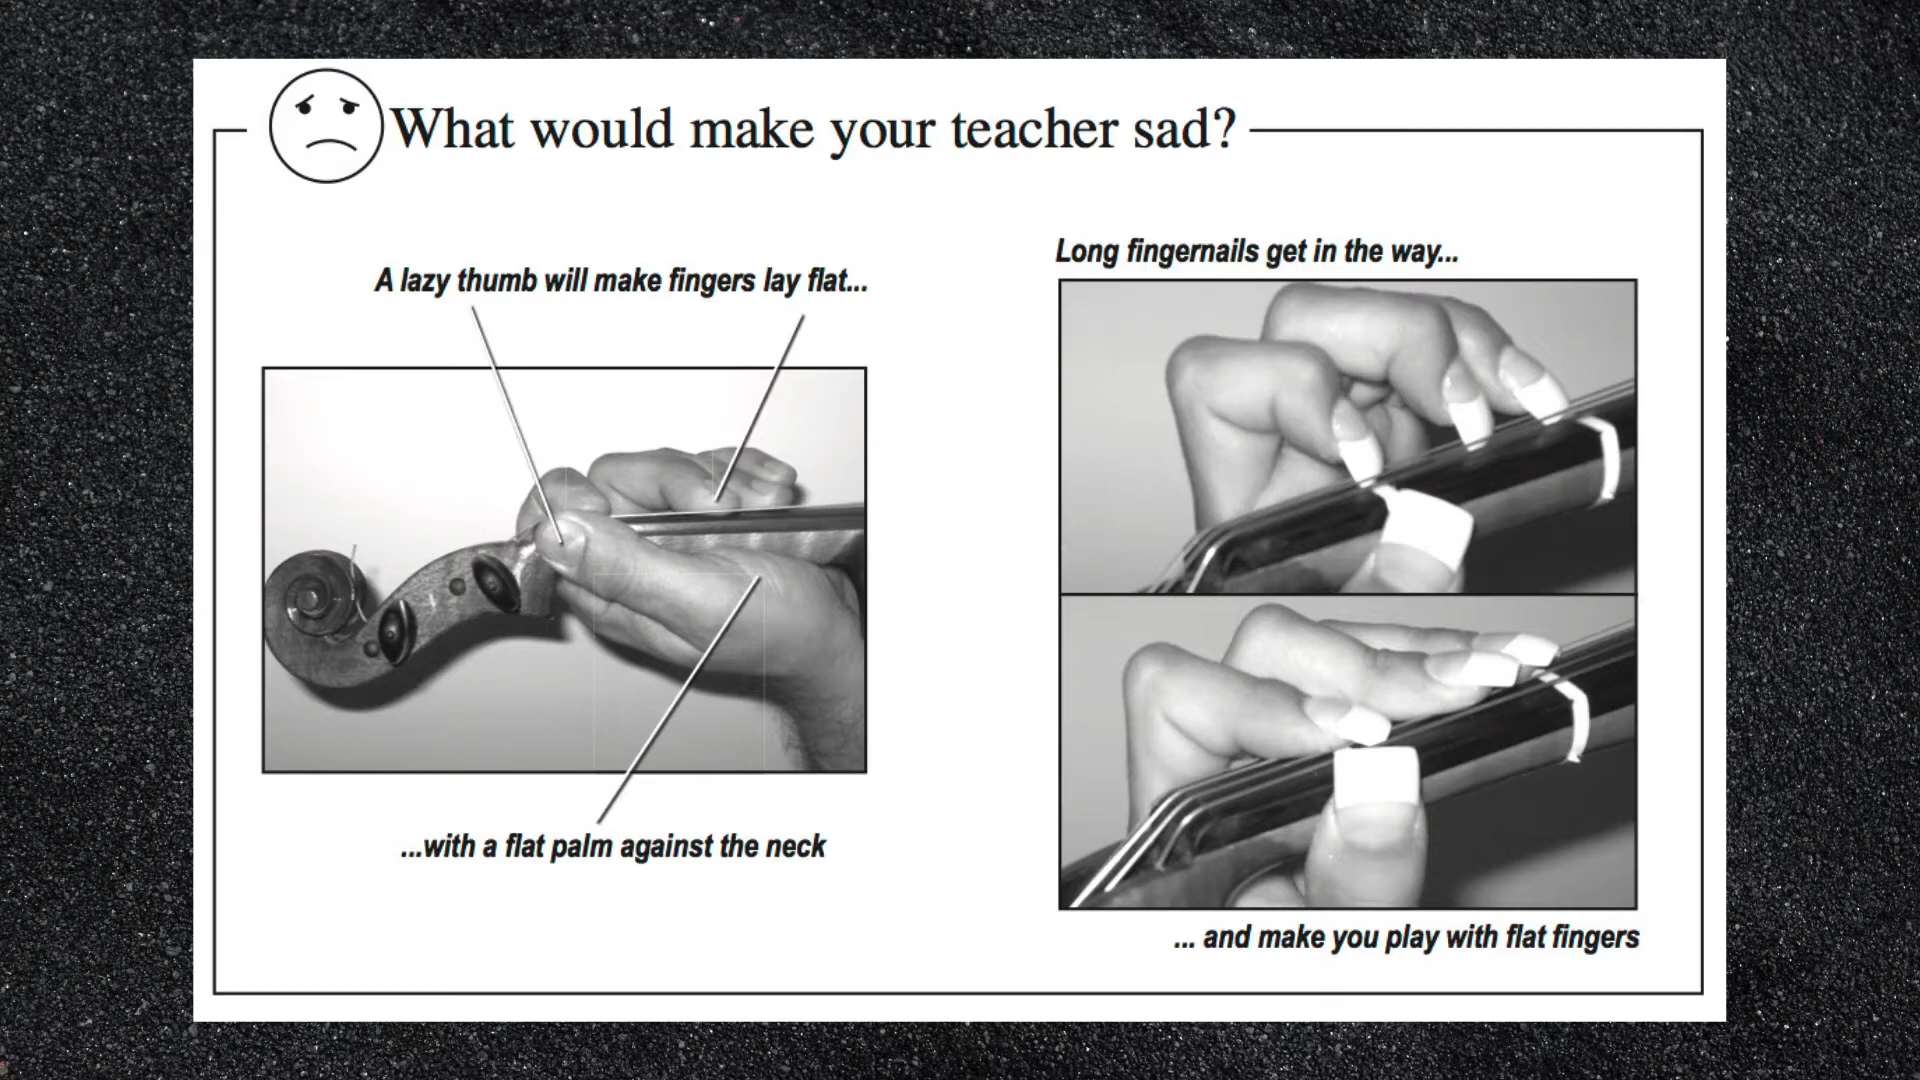 What would make your teacher sad?
A lazy thumb will make fingers lay flat...
...with a flat palm against the neck
Long fingernails get in the way...
... and make you play with flat fingers